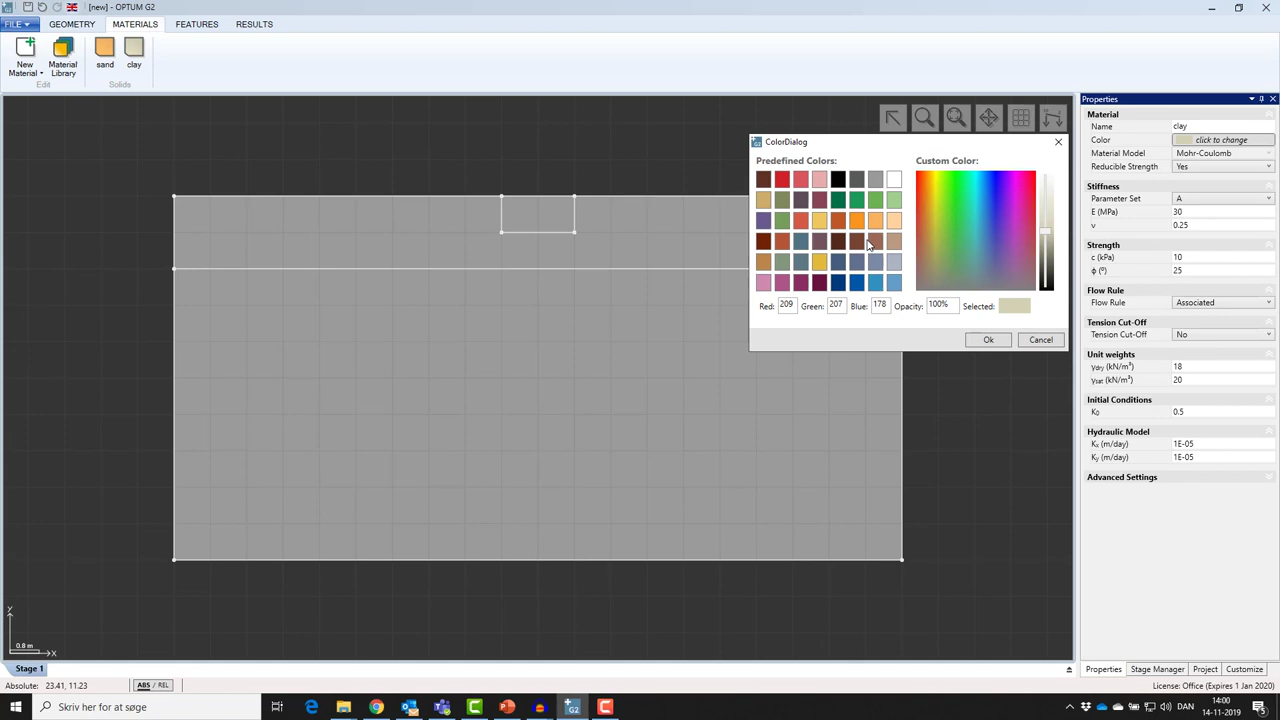 [new] - OPTUM G2
FILE GEOMETRY MATERIALS FEATURES RESULTS
New Material
Material Library
sand
clay
Edit
Solids
Properties
Material
Name clay
Color click to change
Material Model Mohr-Coulomb
Reducible Strength Yes
Stiffness
Parameter Set A
E (MPa) 30
ν 0.25
Strength
c (kPa) 10
ϕ (º) 25
Flow Rule
Flow Rule Associated
Tension Cut-Off
Tension Cut-Off No
Unit weights
γdry (kN/m³) 18
γsat (kN/m³) 20
Initial Conditions
K0 0.5
Hydraulic Model
Kx (m/day) 1E-05
Ky (m/day) 1E-05
Advanced Settings
ColorDialog
Predefined Colors: Custom Color:
Red: 209 Green: 207 Blue: 178 Opacity: 100% Selected:
Ok Cancel
Y
0.8 m X
Stage 1
Properties Stage Manager Project Customize
Absolute: 23.41, 11.23 ABS / REL
License: Office (Expires 1 Jan 2020)
Skriv her for at søge
G2
DAN
14:00
14-11-2019